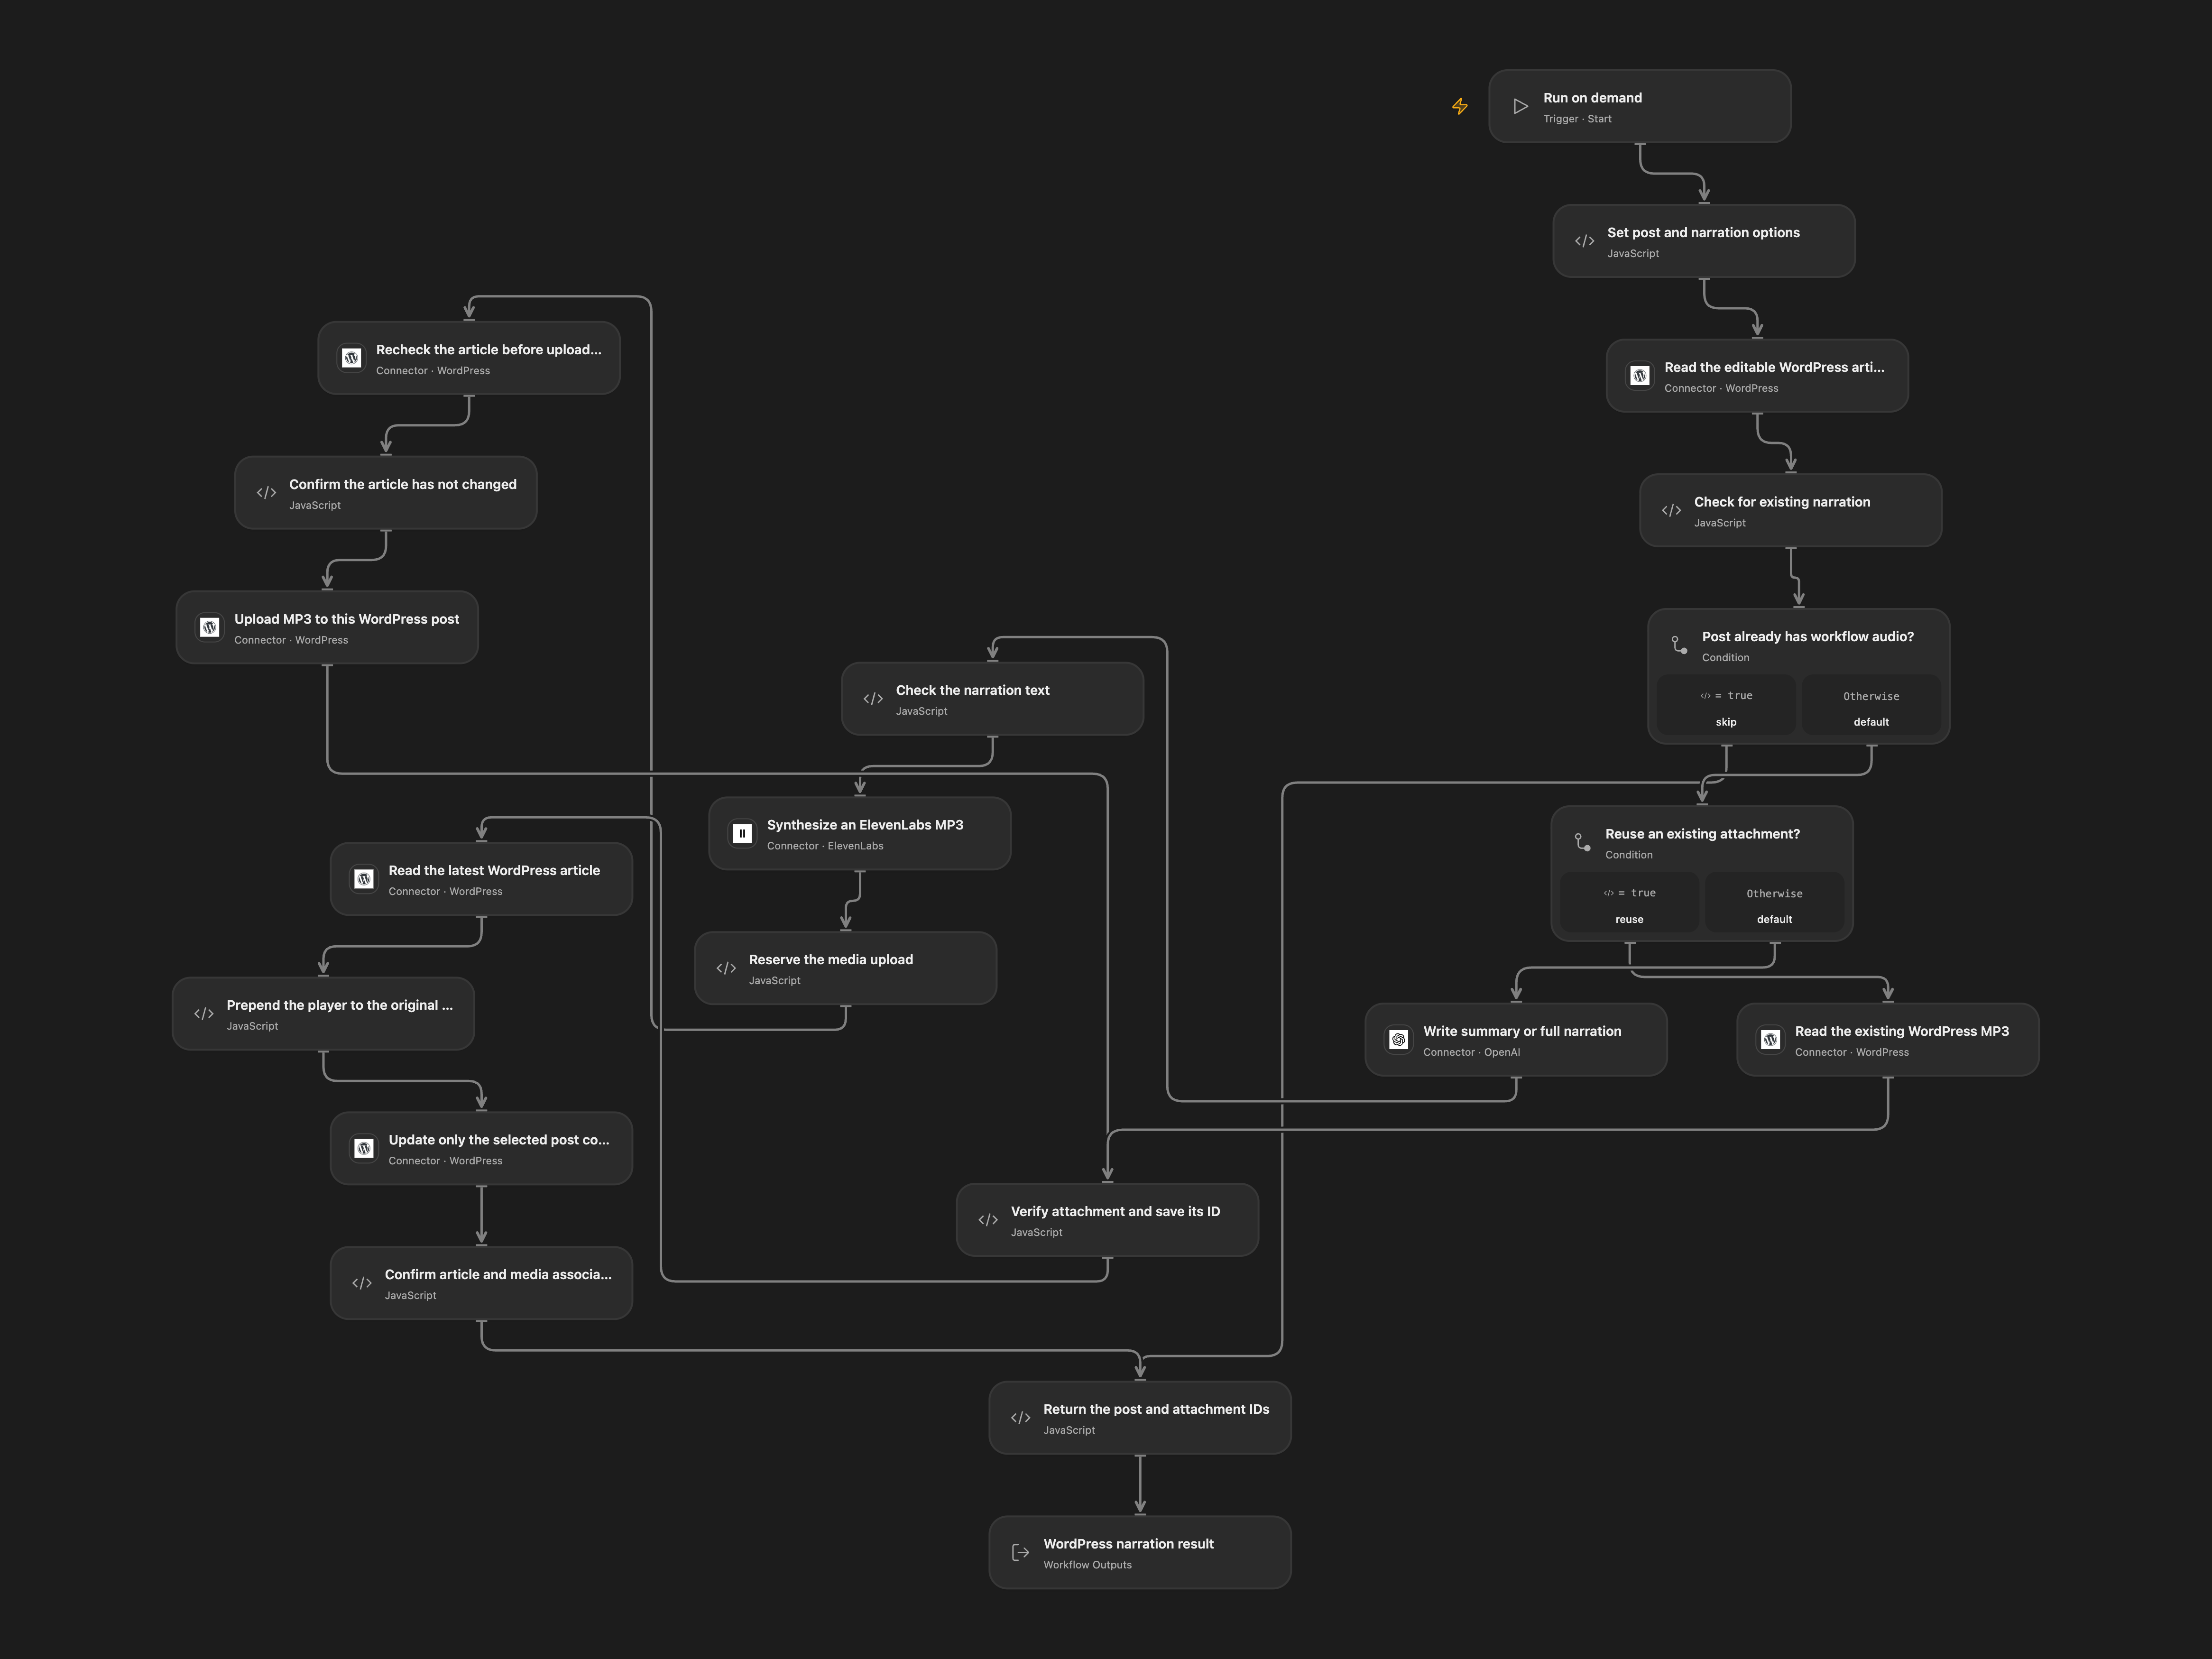 Run on demand
Trigger · Start
Set post and narration options
JavaScript
Read the editable WordPress arti...
Connector · WordPress
Check for existing narration
JavaScript
Post already has workflow audio?
Condition
= true
skip
Otherwise
default
Reuse an existing attachment?
Condition
= true
reuse
Otherwise
default
Write summary or full narration
Connector · OpenAI
Read the existing WordPress MP3
Connector · WordPress
Check the narration text
JavaScript
Synthesize an ElevenLabs MP3
Connector · ElevenLabs
Reserve the media upload
JavaScript
Recheck the article before upload...
Connector · WordPress
Confirm the article has not changed
JavaScript
Upload MP3 to this WordPress post
Connector · WordPress
Verify attachment and save its ID
JavaScript
Read the latest WordPress article
Connector · WordPress
Prepend the player to the original ...
JavaScript
Update only the selected post co...
Connector · WordPress
Confirm article and media associa...
JavaScript
Return the post and attachment IDs
JavaScript
WordPress narration result
Workflow Outputs